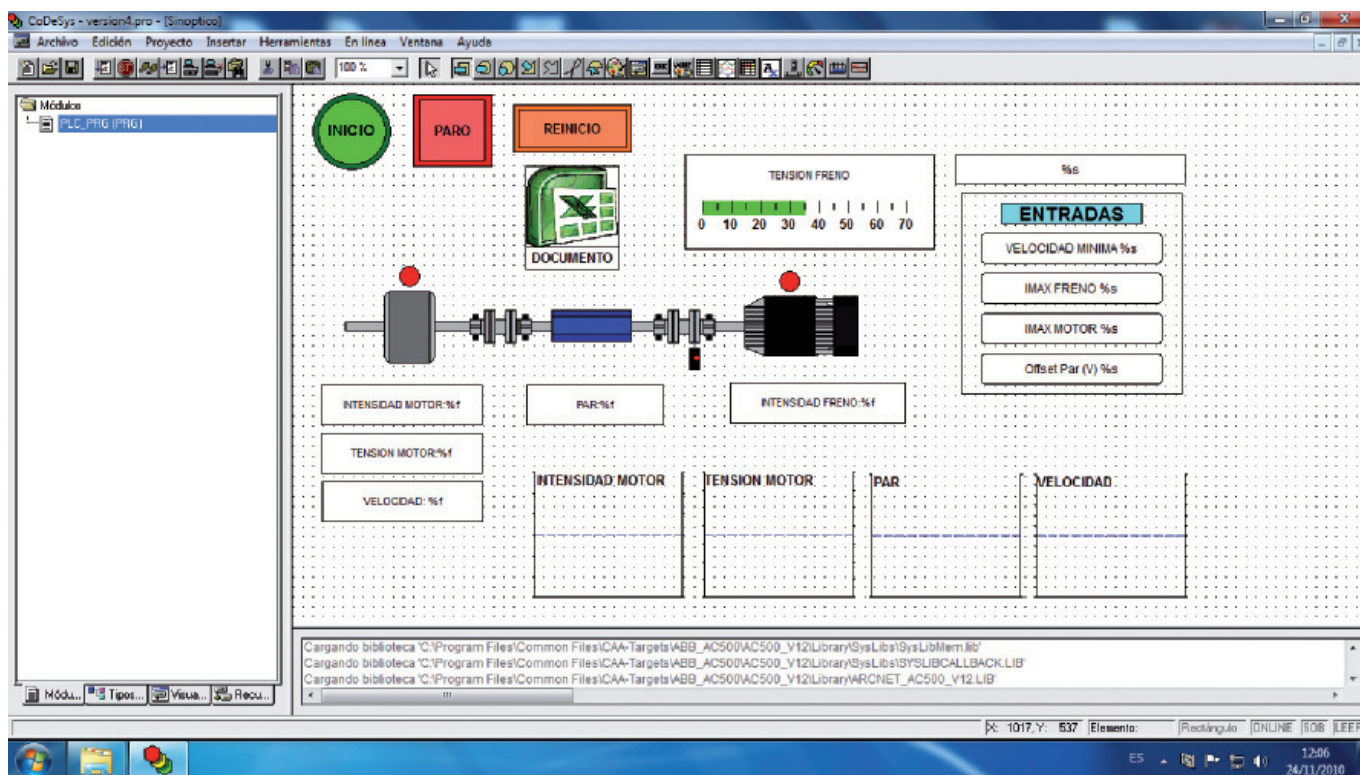 CoDeSys - version4.pro - [Sinoptico]
Archivo Edición Proyecto Insertar Herramientas En línea Ventana Ayuda
100 %
Módulos
PLC_PRG (PRG)
INICIO
PARO
REINICIO
DOCUMENTO
TENSION FRENO
0 10 20 30 40 50 60 70
%s
ENTRADAS
VELOCIDAD MINIMA %s
IMAX FRENO %s
IMAX MOTOR %s
Offset Par (V) %s
INTENSIDAD MOTOR:%f
PAR:%f
INTENSIDAD FRENO:%f
TENSION MOTOR:%f
VELOCIDAD: %f
INTENSIDAD MOTOR
TENSION MOTOR
PAR
VELOCIDAD
Cargando biblioteca 'C:\Program Files\Common Files\CAA-Targets\ABB_AC500\AC500_V12\Library\SysLibs\SysLibMem.lib'
Cargando biblioteca 'C:\Program Files\Common Files\CAA-Targets\ABB_AC500\AC500_V12\Library\SysLibs\SYSLIBCALLBACK.LIB'
Cargando biblioteca 'C:\Program Files\Common Files\CAA-Targets\ABB_AC500\AC500_V12\Library\ARCNET_AC500_V12.LIB'
Módu... Tipos... Visua... Recu...
X: 1017, Y: 537 Elemento: Rectángulo ONLINE SOB LEER
ES
12:06
24/11/2010